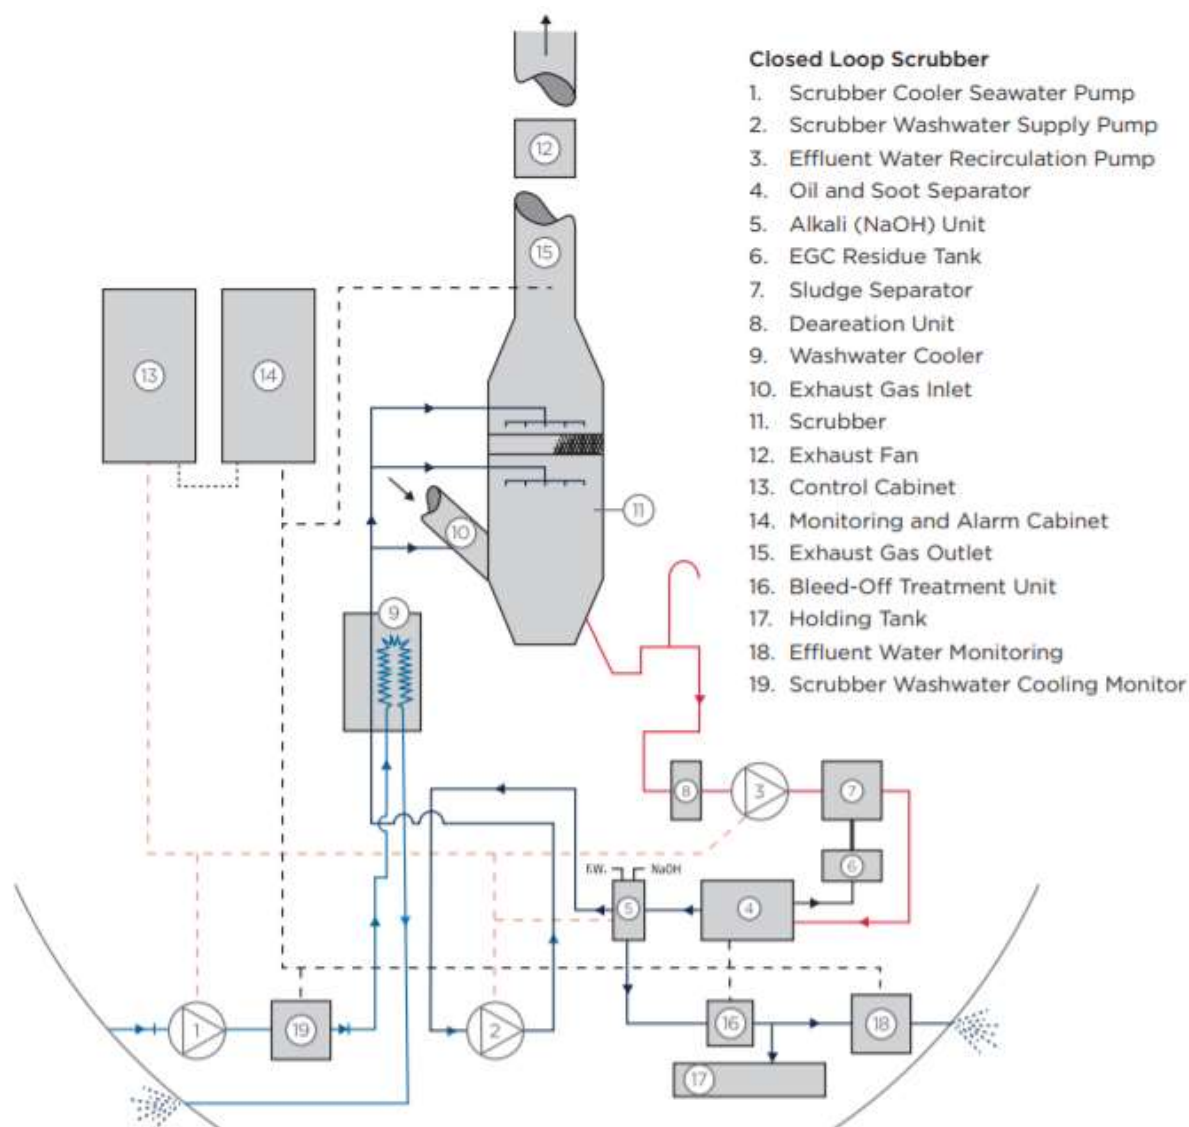 Closed Loop Scrubber
1. Scrubber Cooler Seawater Pump
2. Scrubber Washwater Supply Pump
3. Effluent Water Recirculation Pump
4. Oil and Soot Separator
5. Alkali (NaOH) Unit
6. EGC Residue Tank
7. Sludge Separator
8. Deareation Unit
9. Washwater Cooler
10. Exhaust Gas Inlet
11. Scrubber
12. Exhaust Fan
13. Control Cabinet
14. Monitoring and Alarm Cabinet
15. Exhaust Gas Outlet
16. Bleed-Off Treatment Unit
17. Holding Tank
18. Effluent Water Monitoring
19. Scrubber Washwater Cooling Monitor
12
15
13
14
11
10
9
8
3
7
6
F.W.
NaOH
5
4
1
19
2
16
18
17